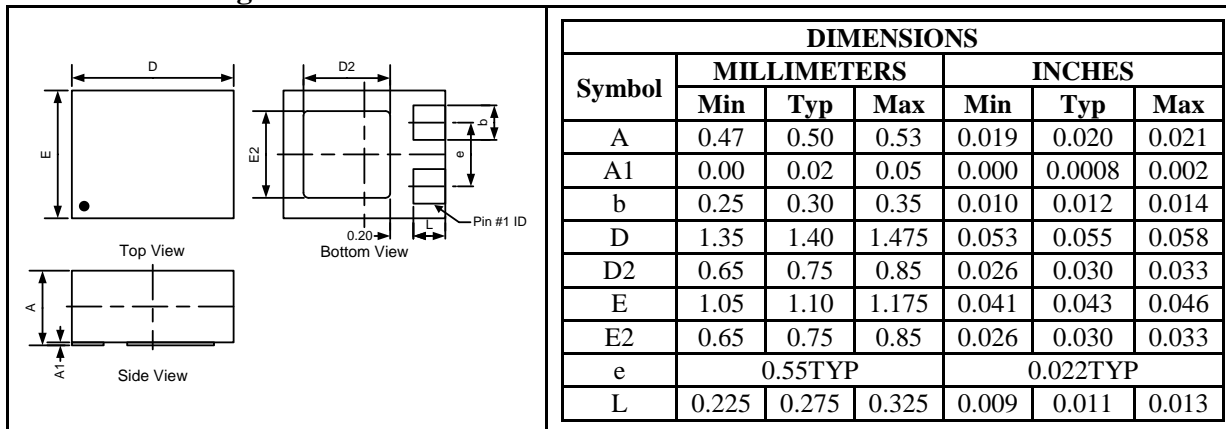 D
E
Top View
D2
E2
b
e
0.20
L
Pin #1 ID
Bottom View
A
A1
Side View
DIMENSIONS
Symbol MILLIMETERS INCHES
Min Typ Max Min Typ Max
A 0.47 0.50 0.53 0.019 0.020 0.021
A1 0.00 0.02 0.05 0.000 0.0008 0.002
b 0.25 0.30 0.35 0.010 0.012 0.014
D 1.35 1.40 1.475 0.053 0.055 0.058
D2 0.65 0.75 0.85 0.026 0.030 0.033
E 1.05 1.10 1.175 0.041 0.043 0.046
E2 0.65 0.75 0.85 0.026 0.030 0.033
e 0.55TYP 0.022TYP
L 0.225 0.275 0.325 0.009 0.011 0.013